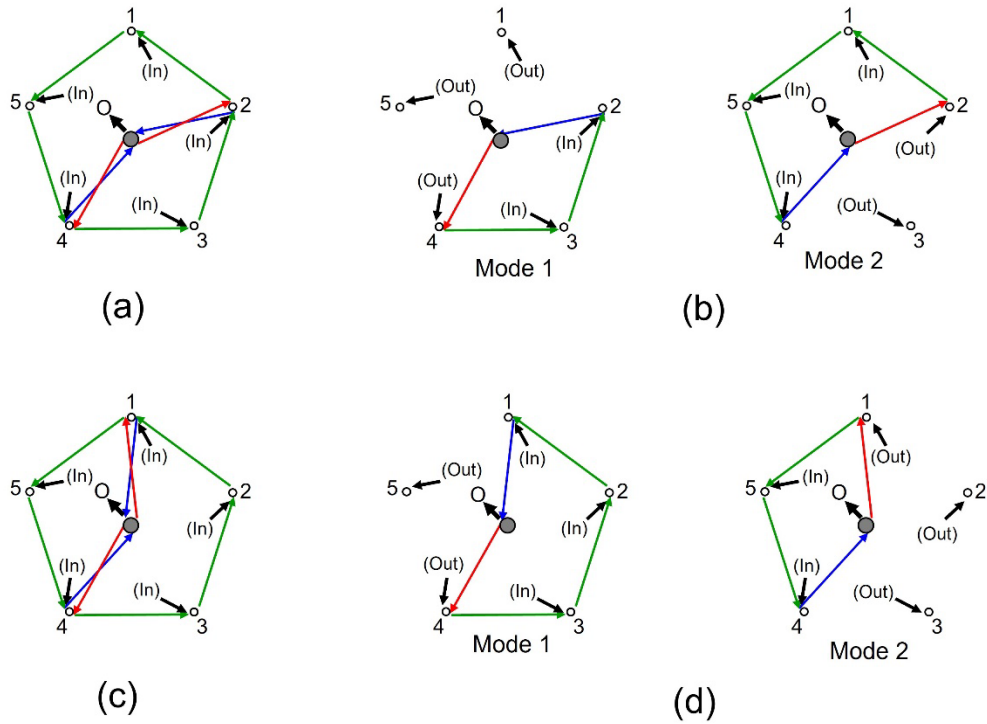 1
(In)
5
(In)
O
2
(In)
(In)
(In)
4
3
(a)
1
(Out)
(Out)
5
O
2
(In)
(Out)
(In)
4
3
Mode 1
1
(In)
5
(In)
O
2
(Out)
(In)
(Out)
4
3
Mode 2
(b)
1
(In)
5
(In)
O
2
(In)
(In)
(In)
4
3
(c)
1
(In)
5
(Out)
O
2
(In)
(Out)
(In)
4
3
Mode 1
1
(Out)
5
(In)
O
2
(Out)
(In)
(Out)
4
3
Mode 2
(d)